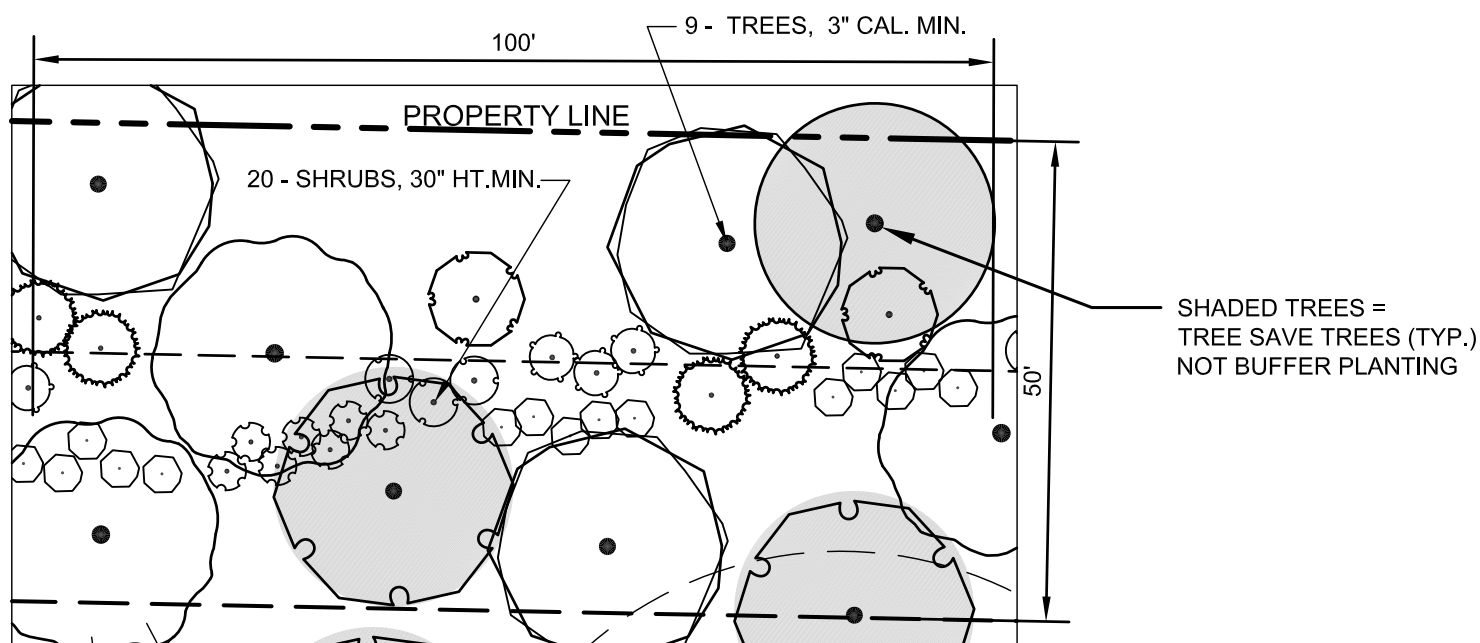 9 - TREES, 3" CAL. MIN.
100'
PROPERTY LINE
20 - SHRUBS, 30" HT.MIN.
SHADED TREES =
TREE SAVE TREES (TYP.)
NOT BUFFER PLANTING
50'